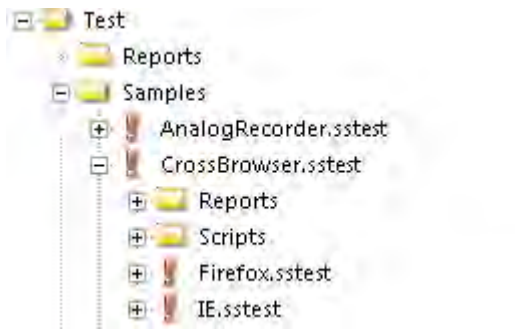 Test
Reports
Samples
AnalogRecorder.sstest
CrossBrowser.sstest
Reports
Scripts
Firefox.sstest
IE.sstest